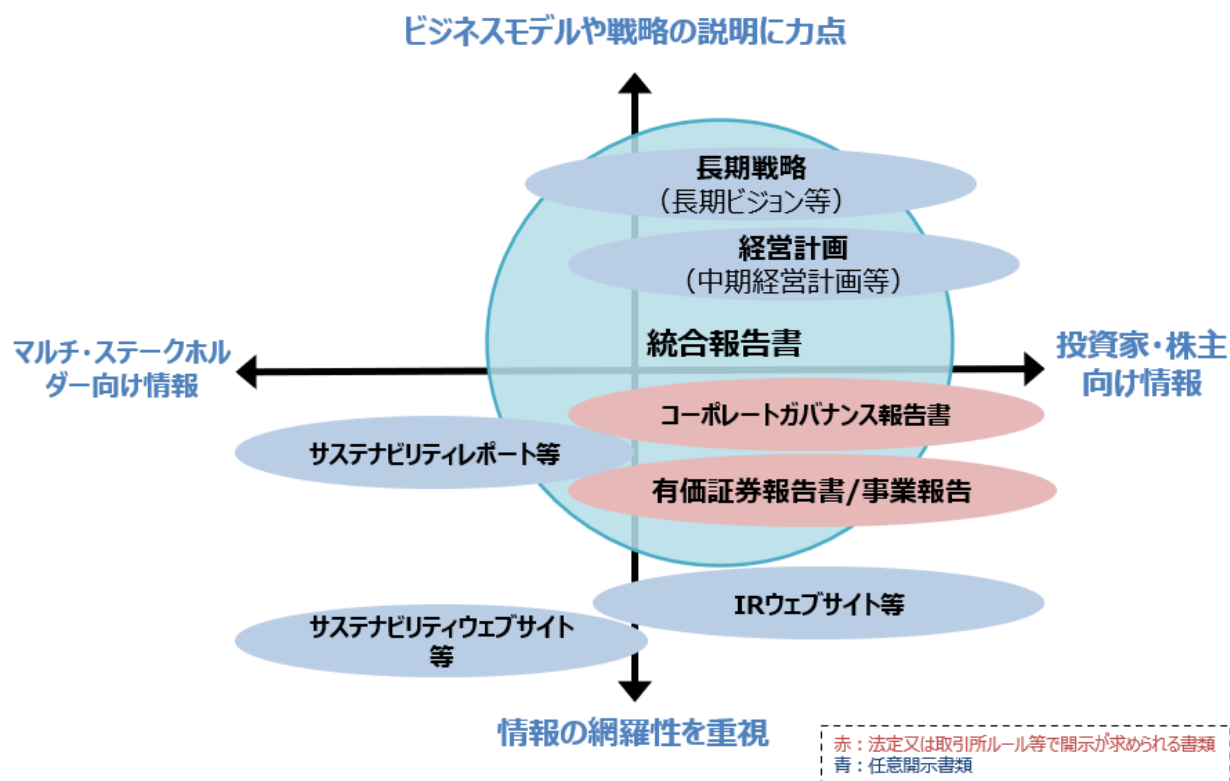 ビジネスモデルや戦略の説明に力点
長期戦略
（長期ビジョン等）
経営計画
（中期経営計画等）
統合報告書
マルチ・ステークホル
ダー向け情報
投資家・株主
向け情報
コーポレートガバナンス報告書
サステナビリティレポート等
有価証券報告書/事業報告
IRウェブサイト等
サステナビリティウェブサイト
等
情報の網羅性を重視
赤：法定又は取引所ルール等で開示が求められる書類
青：任意開示書類